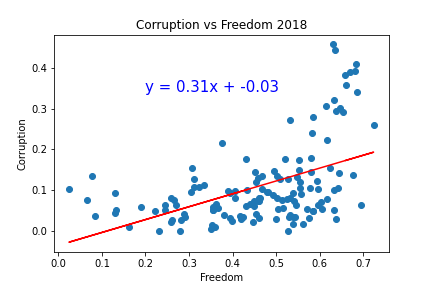 Corruption vs Freedom 2018
y = 0.31x + -0.03
Corruption
0.4
0.3
0.2
0.1
0.0
0.0 0.1 0.2 0.3 0.4 0.5 0.6 0.7
Freedom